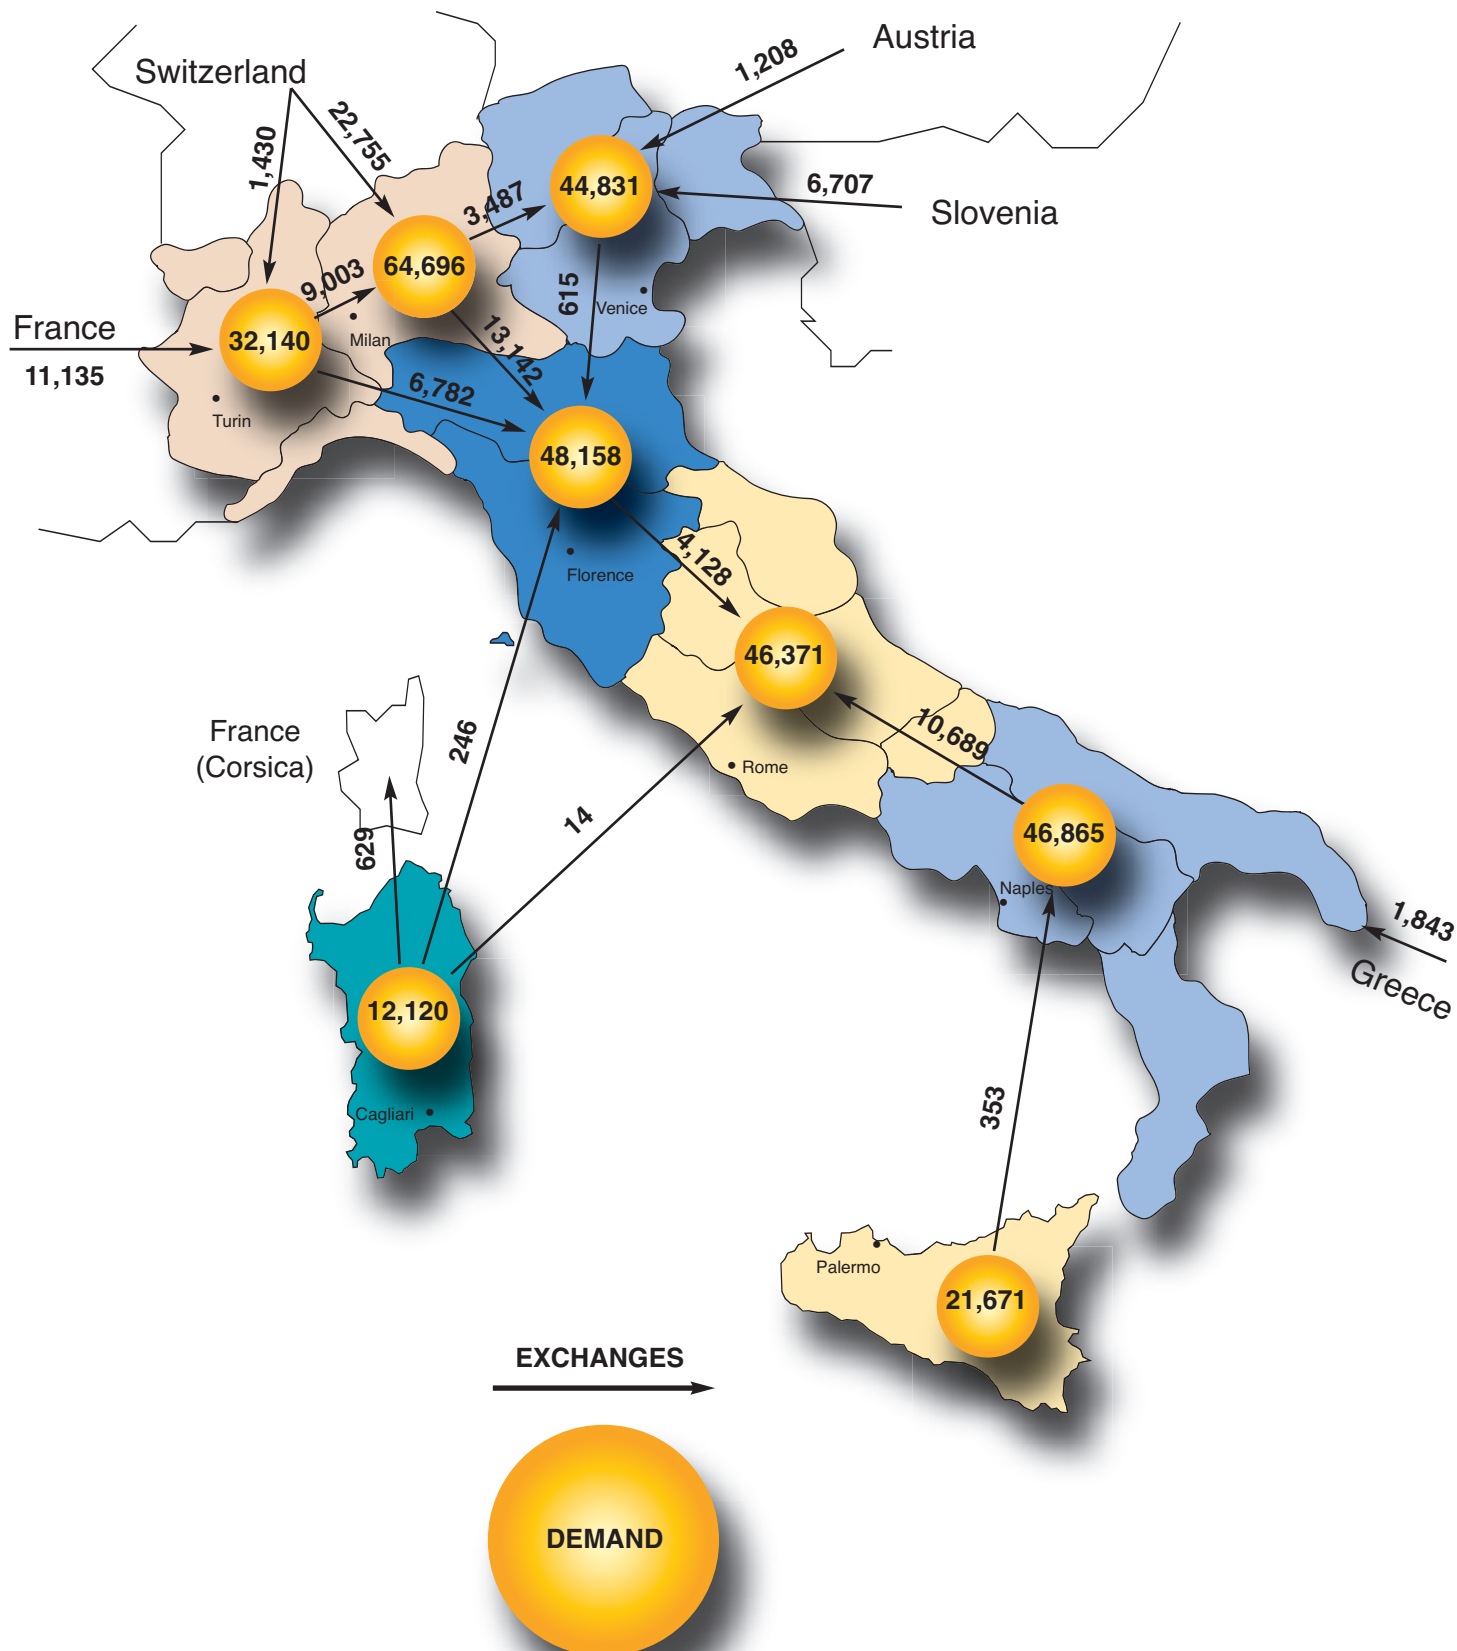 Austria
1,208
Switzerland
22,755
1,430
44,831
6,707
3,487
Slovenia
64,696
9,003
615
Venice
France
32,140
Milan
13,142
11,135
6,782
Turin
48,158
4,128
Florence
46,371
246
France
(Corsica)
10,689
Rome
14
629
46,865
Naples
1,843
Greece
12,120
353
Cagliari
Palermo
21,671
EXCHANGES
DEMAND